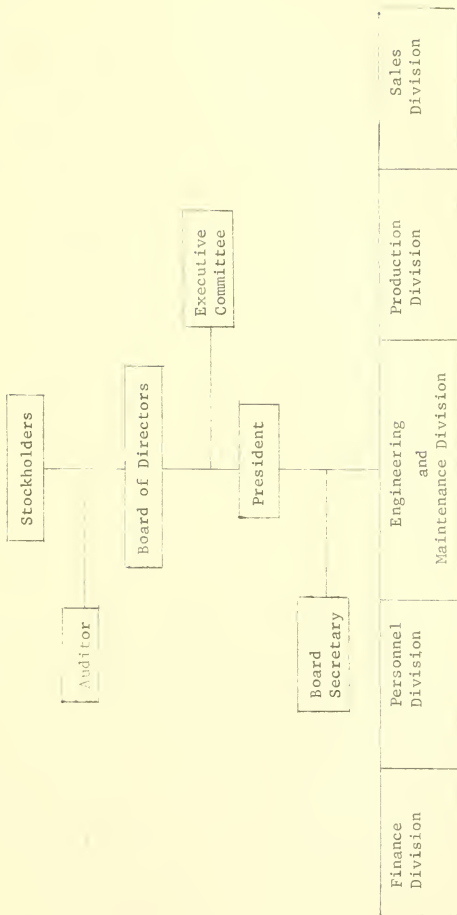 Stockholders
Auditor
Board of Directors
Executive
Committee
President
Board
Secretary
Finance
Division
Personnel
Division
Engineering
and
Maintenance Division
Production
Division
Sales
Division